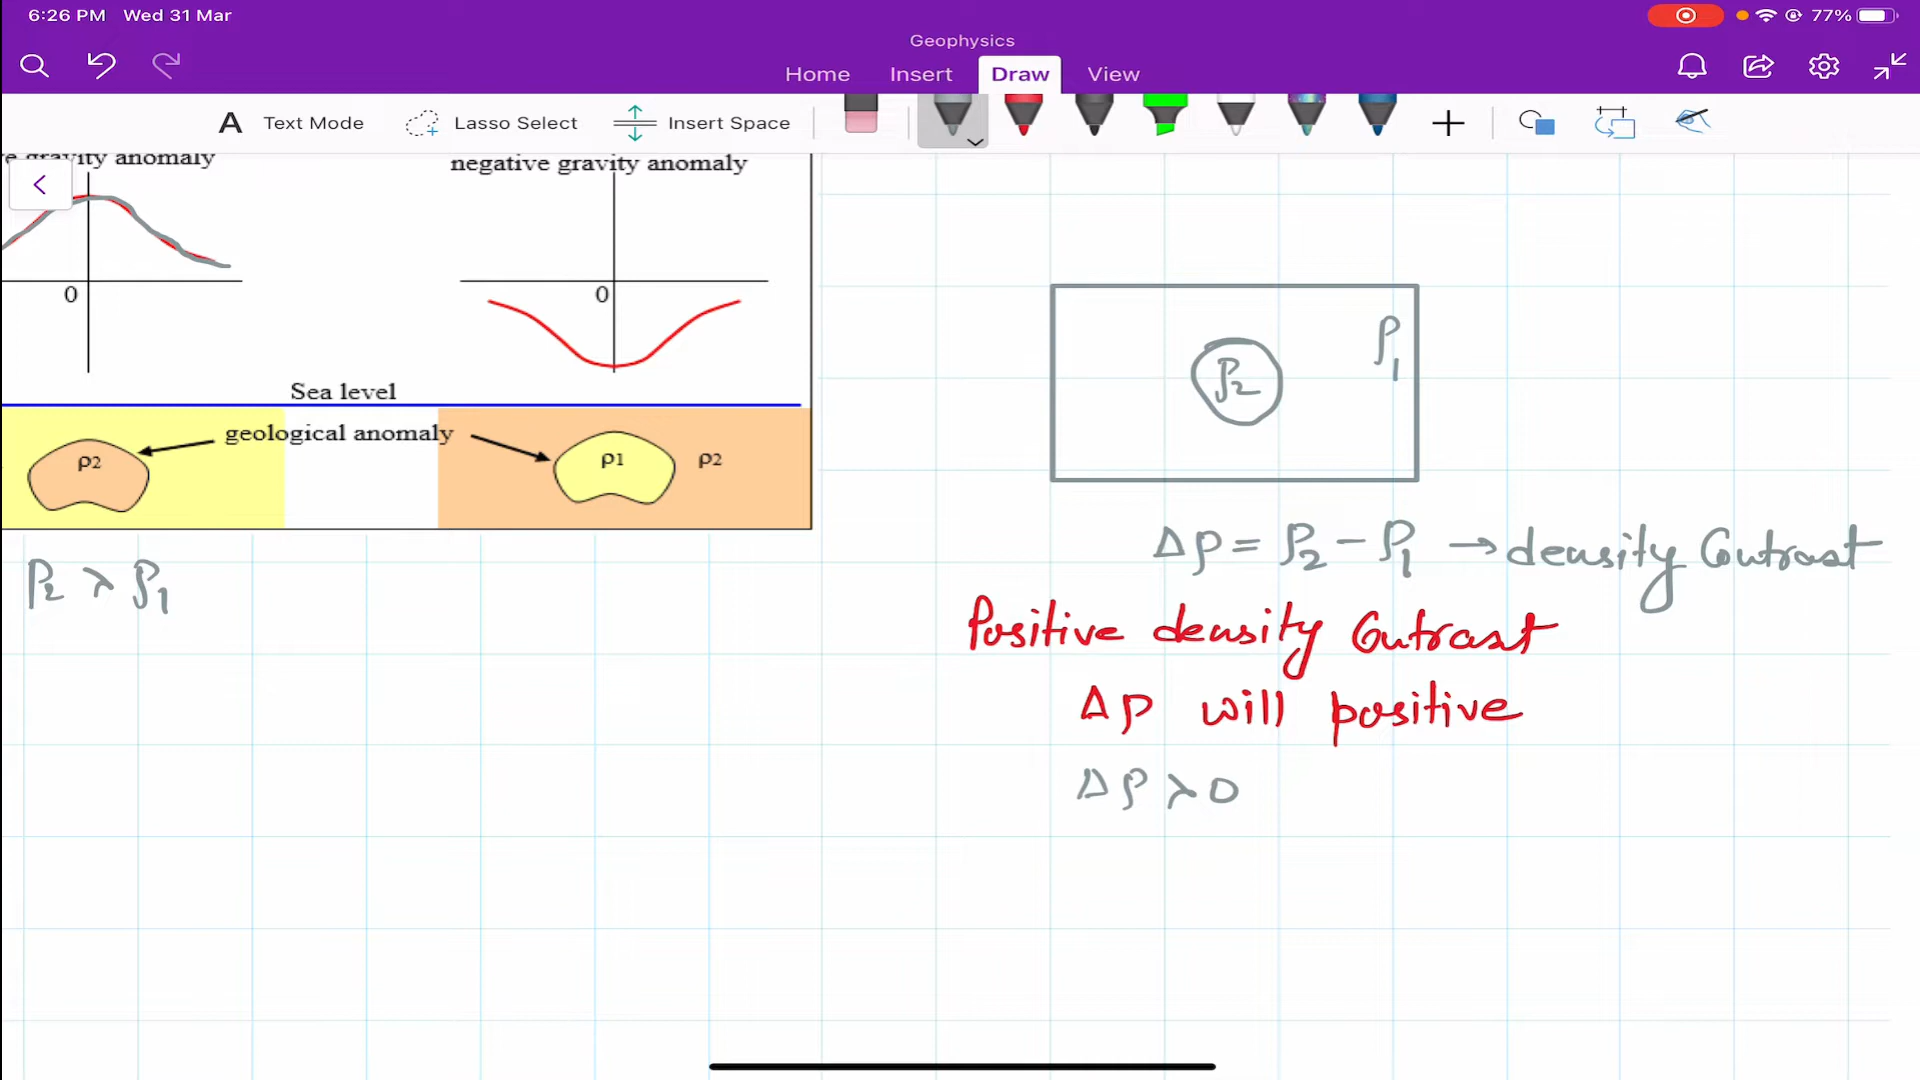 6:26 PM Wed 31 Mar
77%
Geophysics
Home Insert Draw View
A Text Mode Lasso Select Insert Space
e gravity anomaly
negative gravity anomaly
0
0
Sea level
geological anomaly
ρ2
ρ1
ρ2
ρ2 > ρ1
ρ1
ρ2
Δρ = ρ2 - ρ1 → density Contrast
Positive density Contrast
Δρ will positive
Δρ > 0